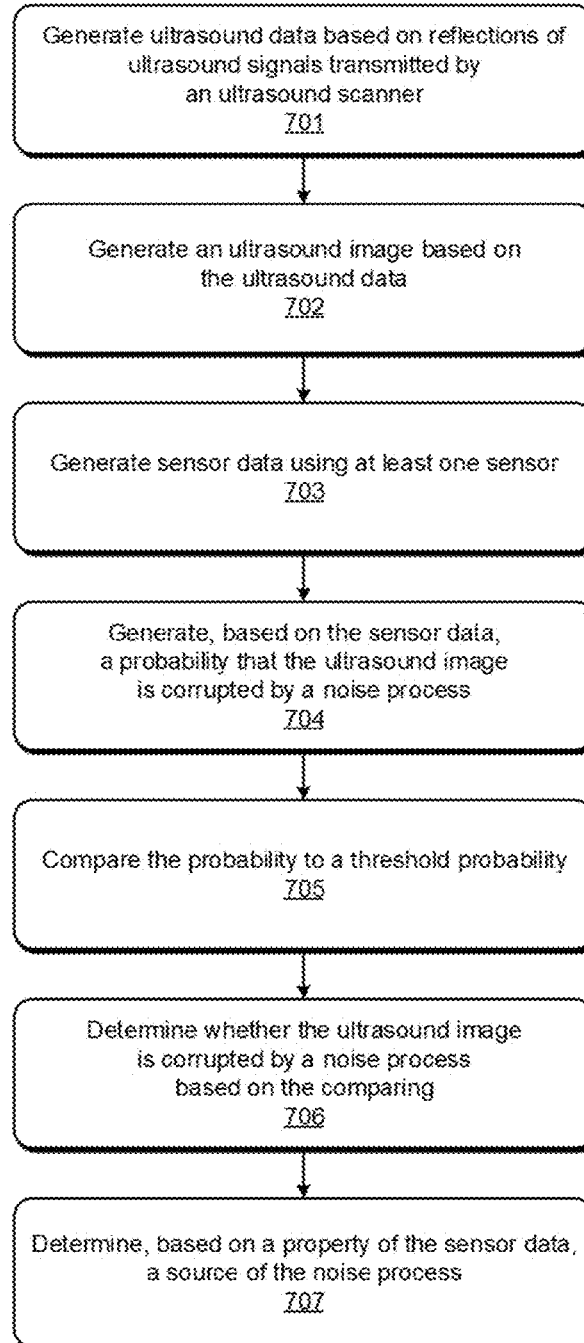 Generate ultrasound data based on reflections of
ultrasound signals transmitted by
an ultrasound scanner
701
Generate an ultrasound image based on
the ultrasound data
702
Generate sensor data using at least one sensor
703
Generate, based on the sensor data,
a probability that the ultrasound image
is corrupted by a noise process
704
Compare the probability to a threshold probability
705
Determine whether the ultrasound image
is corrupted by a noise process
based on the comparing
706
Determine, based on a property of the sensor data,
a source of the noise process
707